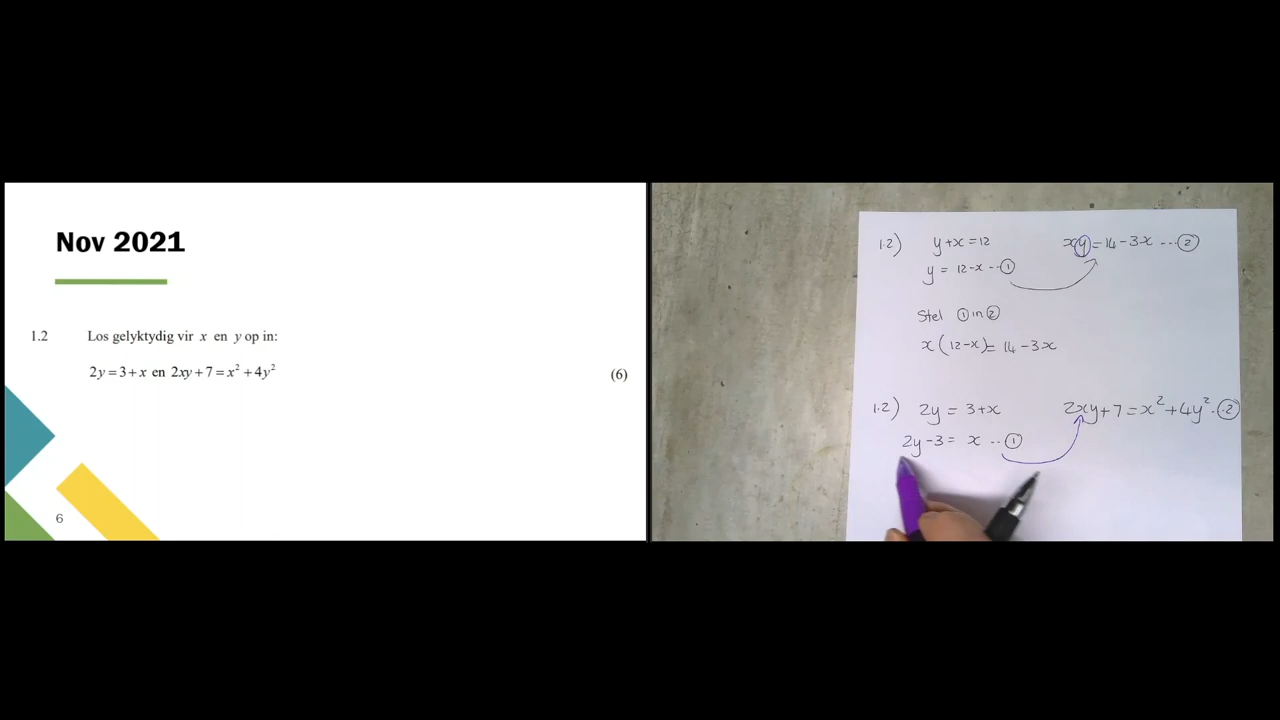 Nov 2021
1.2 Los gelyktydig vir x en y op in:
2y = 3 + x en 2xy + 7 = x² + 4y² (6)
6
1.2) y + x = 12 xy = 14 - 3x ... ②
y = 12 - x ... ①
Stel ① in ②
x(12 - x) = 14 - 3x
1.2) 2y = 3 + x 2xy + 7 = x² + 4y² ... ②
2y - 3 = x ... ①